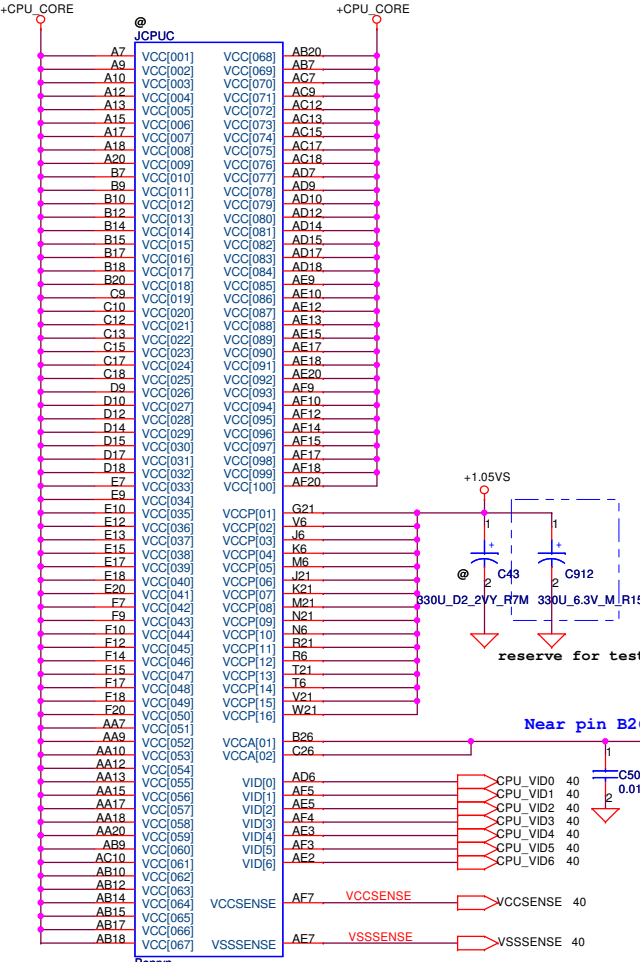 +CPU_CORE +CPU_CORE
@
JCPUC
A7 VCC[001] VCC[068] AB20
A9 VCC[002] VCC[069] AB7
A10 VCC[003] VCC[070] AC7
A12 VCC[004] VCC[071] AC9
A13 VCC[005] VCC[072] AC12
A15 VCC[006] VCC[073] AC13
A17 VCC[007] VCC[074] AC15
A18 VCC[008] VCC[075] AC17
A20 VCC[009] VCC[076] AC18
B7 VCC[010] VCC[077] AD7
B9 VCC[011] VCC[078] AD9
B10 VCC[012] VCC[079] AD10
B12 VCC[013] VCC[080] AD12
B14 VCC[014] VCC[081] AD14
B15 VCC[015] VCC[082] AD15
B17 VCC[016] VCC[083] AD17
B18 VCC[017] VCC[084] AD18
B20 VCC[018] VCC[085] AE9
C9 VCC[019] VCC[086] AE10
C10 VCC[020] VCC[087] AE12
C12 VCC[021] VCC[088] AE13
C13 VCC[022] VCC[089] AE15
C15 VCC[023] VCC[090] AE17
C17 VCC[024] VCC[091] AE18
C18 VCC[025] VCC[092] AE20
D9 VCC[026] VCC[093] AF9
D10 VCC[027] VCC[094] AF10
D12 VCC[028] VCC[095] AF12
D14 VCC[029] VCC[096] AF14
D15 VCC[030] VCC[097] AF15
D17 VCC[031] VCC[098] AF17
D18 VCC[032] VCC[099] AF18
E7 VCC[033] VCC[100] AF20
E9 VCC[034]
E10 VCC[035] VCCP[01] G21
E12 VCC[036] VCCP[02] V6
E13 VCC[037] VCCP[03] J6
E15 VCC[038] VCCP[04] K6
E17 VCC[039] VCCP[05] M6
E18 VCC[040] VCCP[06] J21
E20 VCC[041] VCCP[07] K21
F7 VCC[042] VCCP[08] M21
F9 VCC[043] VCCP[09] N21
F10 VCC[044] VCCP[10] N6
F12 VCC[045] VCCP[11] R21
F14 VCC[046] VCCP[12] R6
F15 VCC[047] VCCP[13] T21
F17 VCC[048] VCCP[14] T6
F18 VCC[049] VCCP[15] V21
F20 VCC[050] VCCP[16] W21
AA7 VCC[051]
AA9 VCC[052] VCCA[01] B26
AA10 VCC[053] VCCA[02] C26
AA12 VCC[054]
AA13 VCC[055] VID[0] AD6 CPU_VID0 40
AA15 VCC[056] VID[1] AF5 CPU_VID1 40
AA17 VCC[057] VID[2] AE5 CPU_VID2 40
AA18 VCC[058] VID[3] AF4 CPU_VID3 40
AA20 VCC[059] VID[4] AE3 CPU_VID4 40
AB9 VCC[060] VID[5] AF3 CPU_VID5 40
AC10 VCC[061] VID[6] AE2 CPU_VID6 40
AB10 VCC[062]
AB12 VCC[063]
AB14 VCC[064] VCCSENSE AF7 VCCSENSE VCCSENSE 40
AB15 VCC[065]
AB17 VCC[066]
AB18 VCC[067] VSSSENSE AE7 VSSSENSE VSSSENSE 40
+1.05VS
1 1
+ +
@ C43 C912
2 2
330U_D2_2VY_R7M 330U_6.3V_M_R15
reserve for test
Near pin B26
1
C50
0.01
2